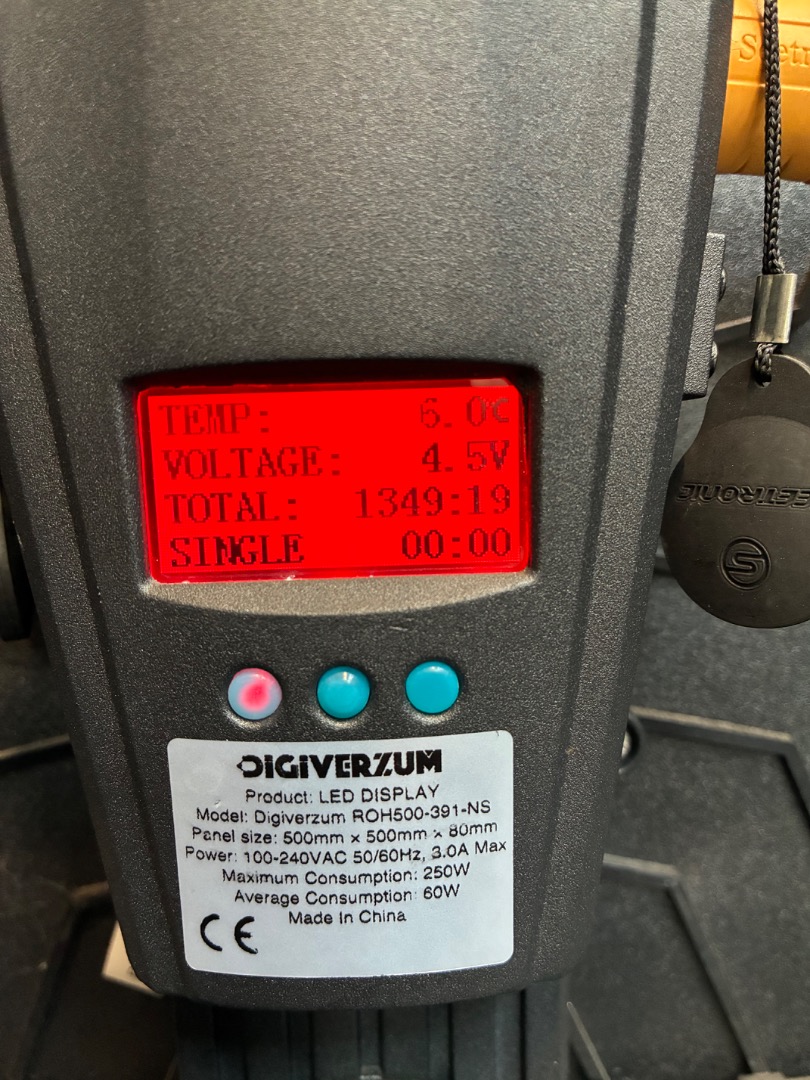 TEMP: 6.0C
VOLTAGE: 4.5V
TOTAL: 1349:19
SINGLE 00:00
DIGIVERZUM
Product: LED DISPLAY
Model: Digiverzum ROH500-391-NS
Panel size: 500mm x 500mm x 80mm
Power: 100-240VAC 50/60Hz, 3.0A Max
Maximum Consumption: 250W
Average Consumption: 60W
Made In China
CE
S